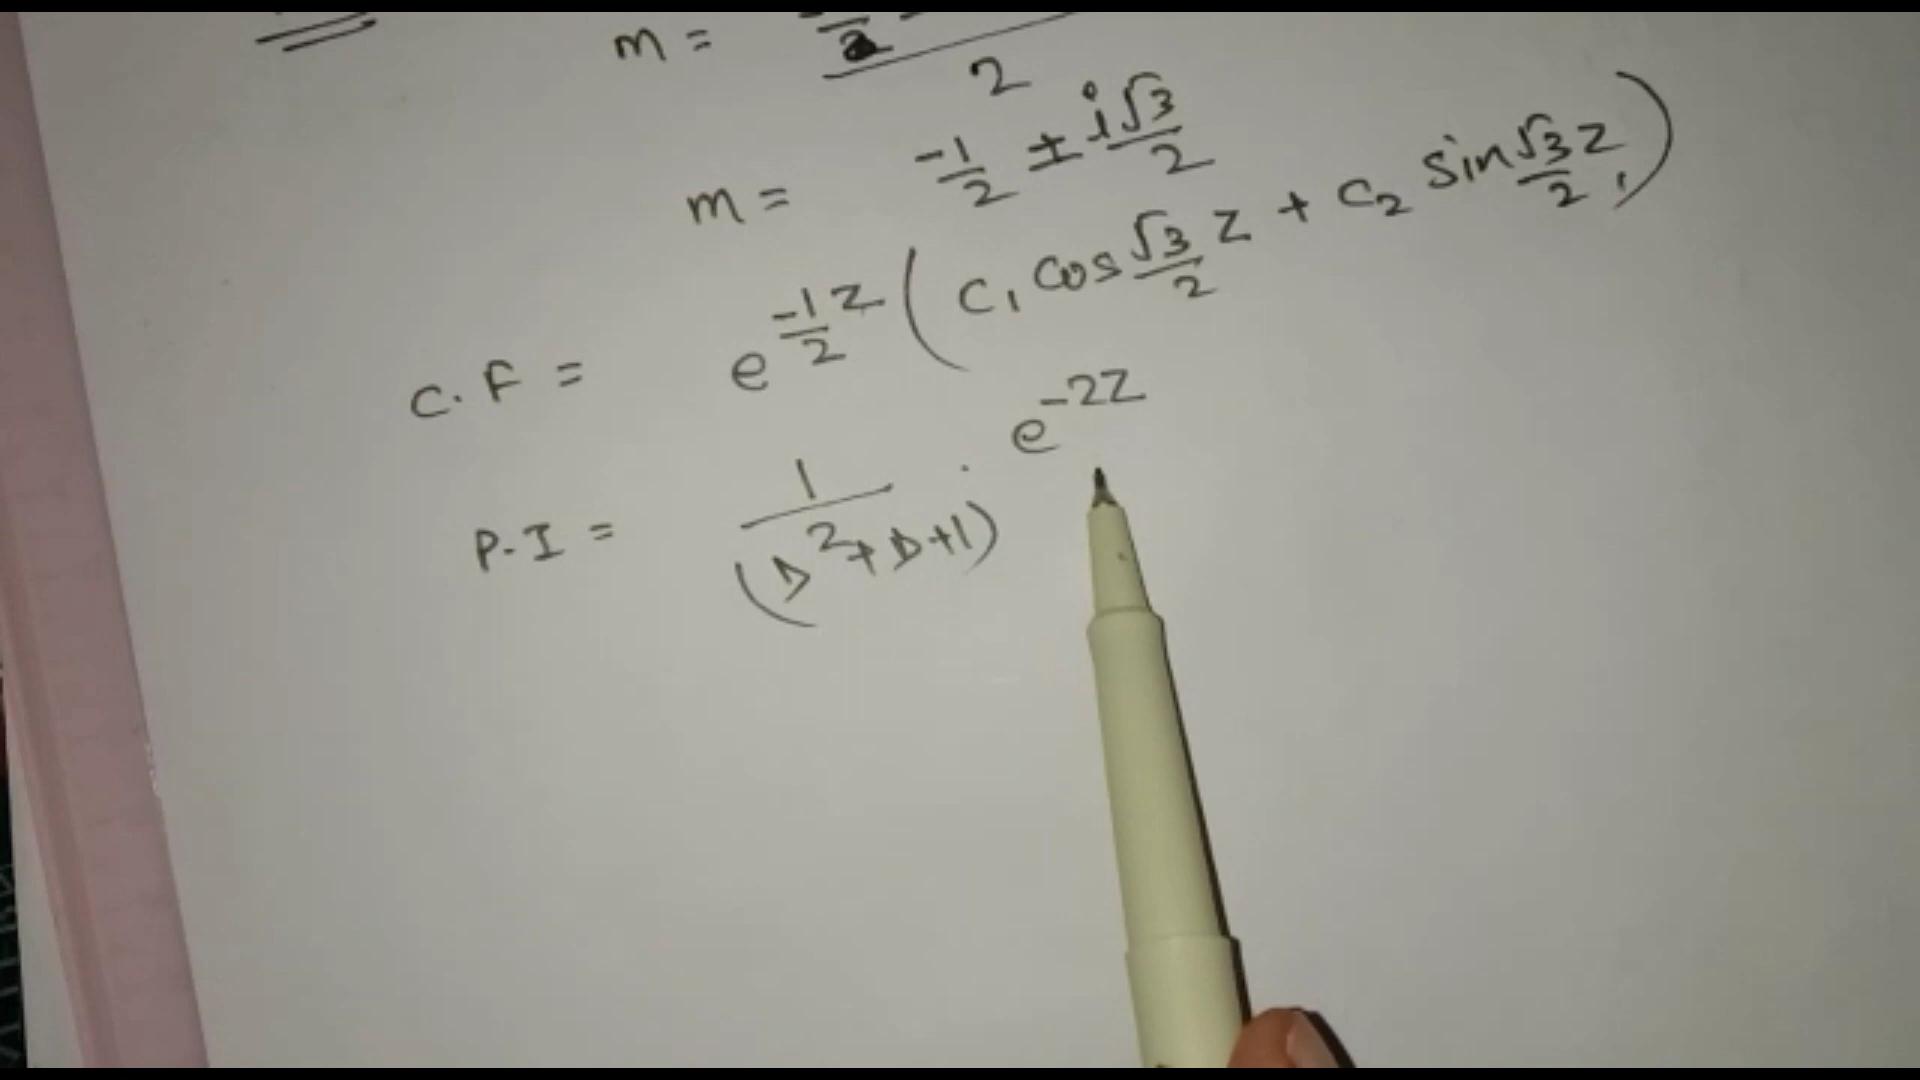 m = 2
m = -1/2 ± i√3/2
C.F = e^(-1/2 z) (C₁ cos √3/2 z + C₂ sin √3/2 z)
P.I = 1/(D²+D+1) · e^(-2z)